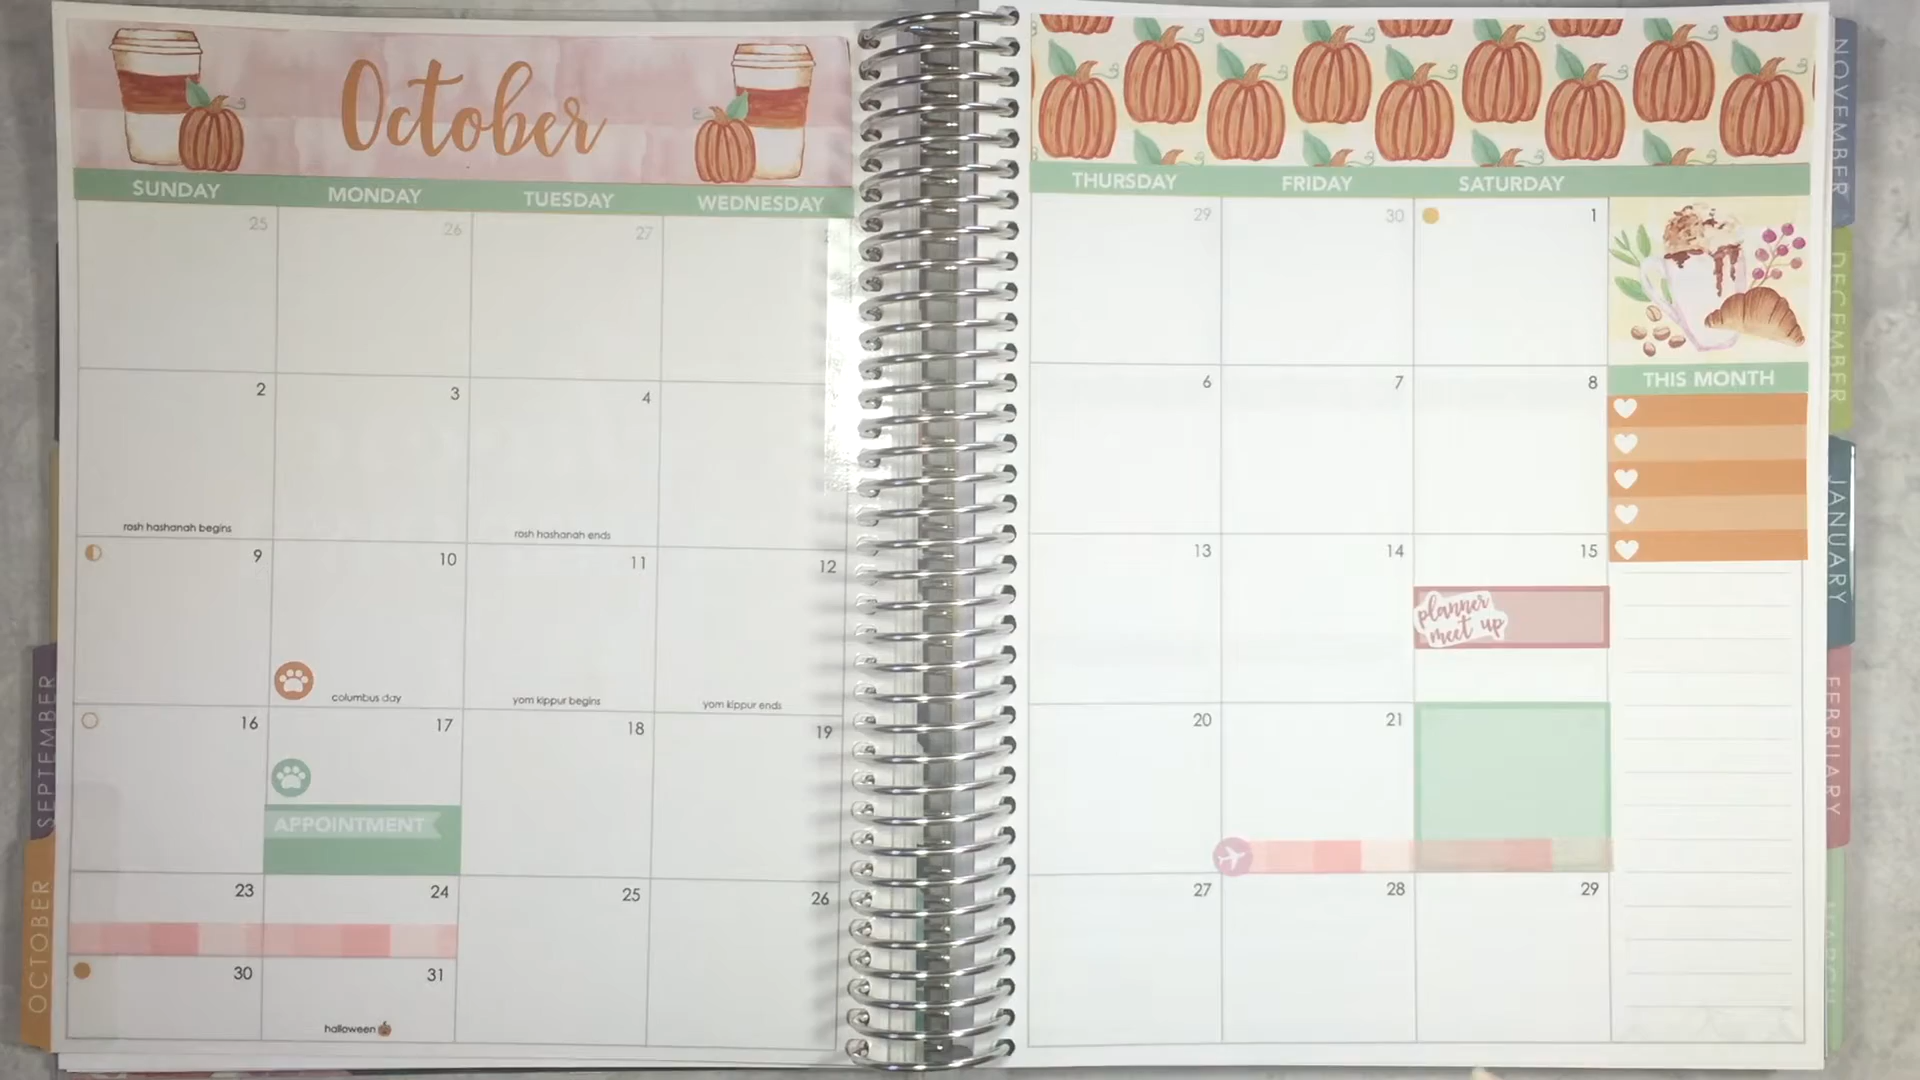 October
SUNDAY MONDAY TUESDAY WEDNESDAY THURSDAY FRIDAY SATURDAY
25 26 27 29 30 1
THIS MONTH
2 3 4 6 7 8
rosh hashanah begins
rosh hashanah ends
9 10 11 12 13 14 15
planner
meet up
columbus day
yom kippur begins
yom kippur ends
16 17 18 19 20 21
APPOINTMENT
23 24 25 26 27 28 29
30 31
halloween
SEPTEMBER
OCTOBER
NOVEMBER
DECEMBER
JANUARY
FEBRUARY
MARCH